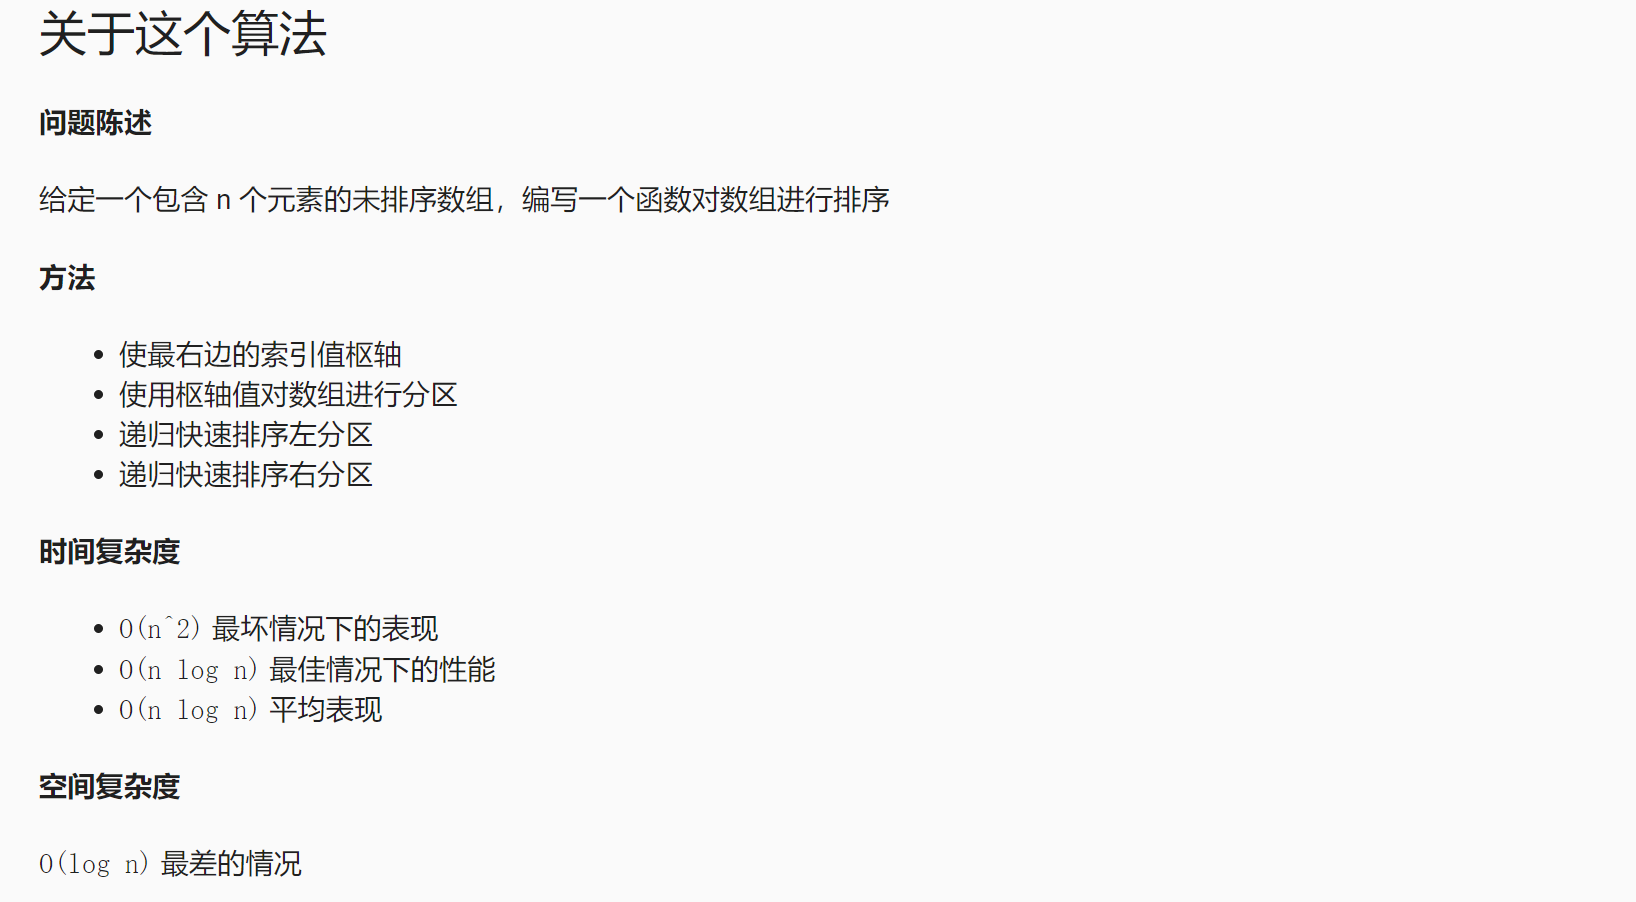 关于这个算法
问题陈述
给定一个包含 n 个元素的未排序数组，编写一个函数对数组进行排序
方法
使最右边的索引值枢轴
使用枢轴值对数组进行分区
递归快速排序左分区
递归快速排序右分区
时间复杂度
O(n^2) 最坏情况下的表现
O(n log n) 最佳情况下的性能
O(n log n) 平均表现
空间复杂度
O(log n) 最差的情况